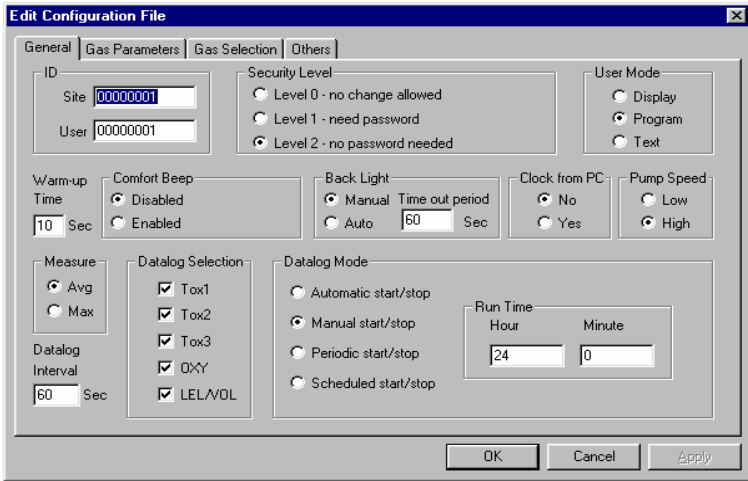 Edit Configuration File
General Gas Parameters Gas Selection Others
ID
Site 00000001
User 00000001
Security Level
Level 0 - no change allowed
Level 1 - need password
Level 2 - no password needed
User Mode
Display
Program
Text
Warm-up
Time
10 Sec
Comfort Beep
Disabled
Enabled
Back Light
Manual Time out period
Auto 60 Sec
Clock from PC
No
Yes
Pump Speed
Low
High
Measure
Avg
Max
Datalog
Interval
60 Sec
Datalog Selection
Tox1
Tox2
Tox3
OXY
LEL/VOL
Datalog Mode
Automatic start/stop
Manual start/stop
Periodic start/stop
Scheduled start/stop
Run Time
Hour Minute
24 0
OK Cancel Apply